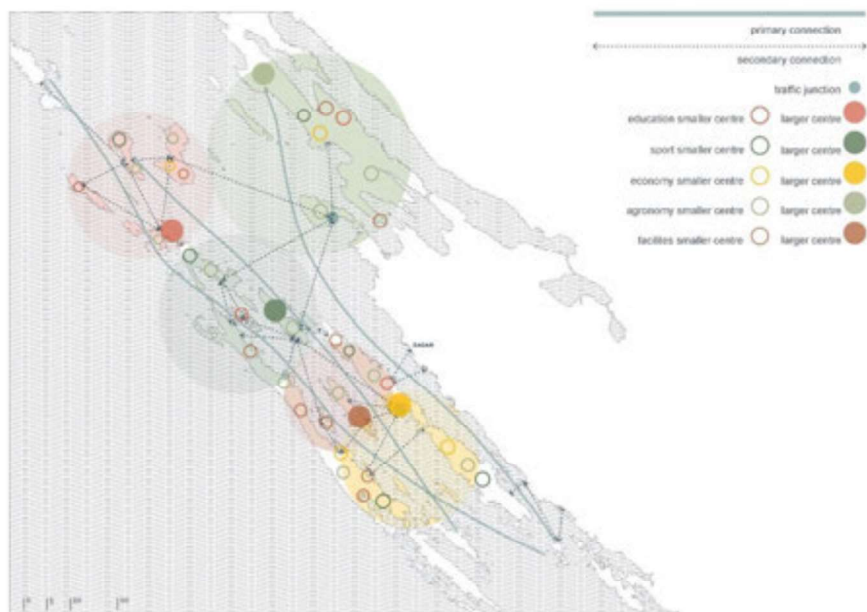 primary connection
secondary connection
traffic junction
education smaller centre larger centre
sport smaller centre larger centre
economy smaller centre larger centre
agronomy smaller centre larger centre
facilites smaller centre larger centre